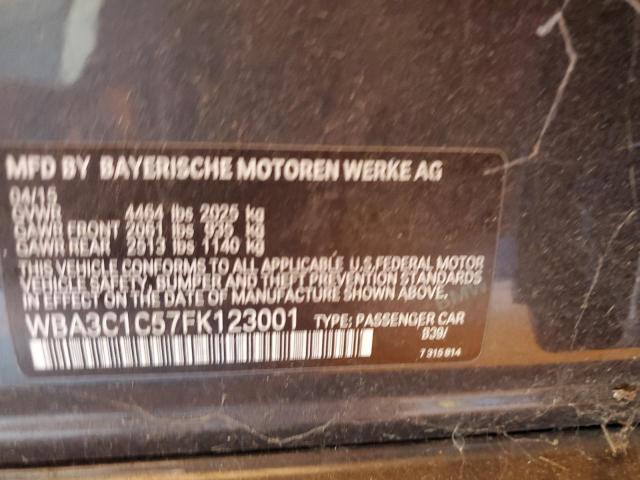 MFD BY BAYERISCHE MOTOREN WERKE AG
04/15
GVWR 4464 lbs 2025 kg
GAWR FRONT 2061 lbs 935 kg
GAWR REAR 2513 lbs 1140 kg
THIS VEHICLE CONFORMS TO ALL APPLICABLE U.S. FEDERAL MOTOR
VEHICLE SAFETY, BUMPER, AND THEFT PREVENTION STANDARDS
IN EFFECT ON THE DATE OF MANUFACTURE SHOWN ABOVE.
WBA3C1C57FK123001 TYPE: PASSENGER CAR
B39/
7 315 814